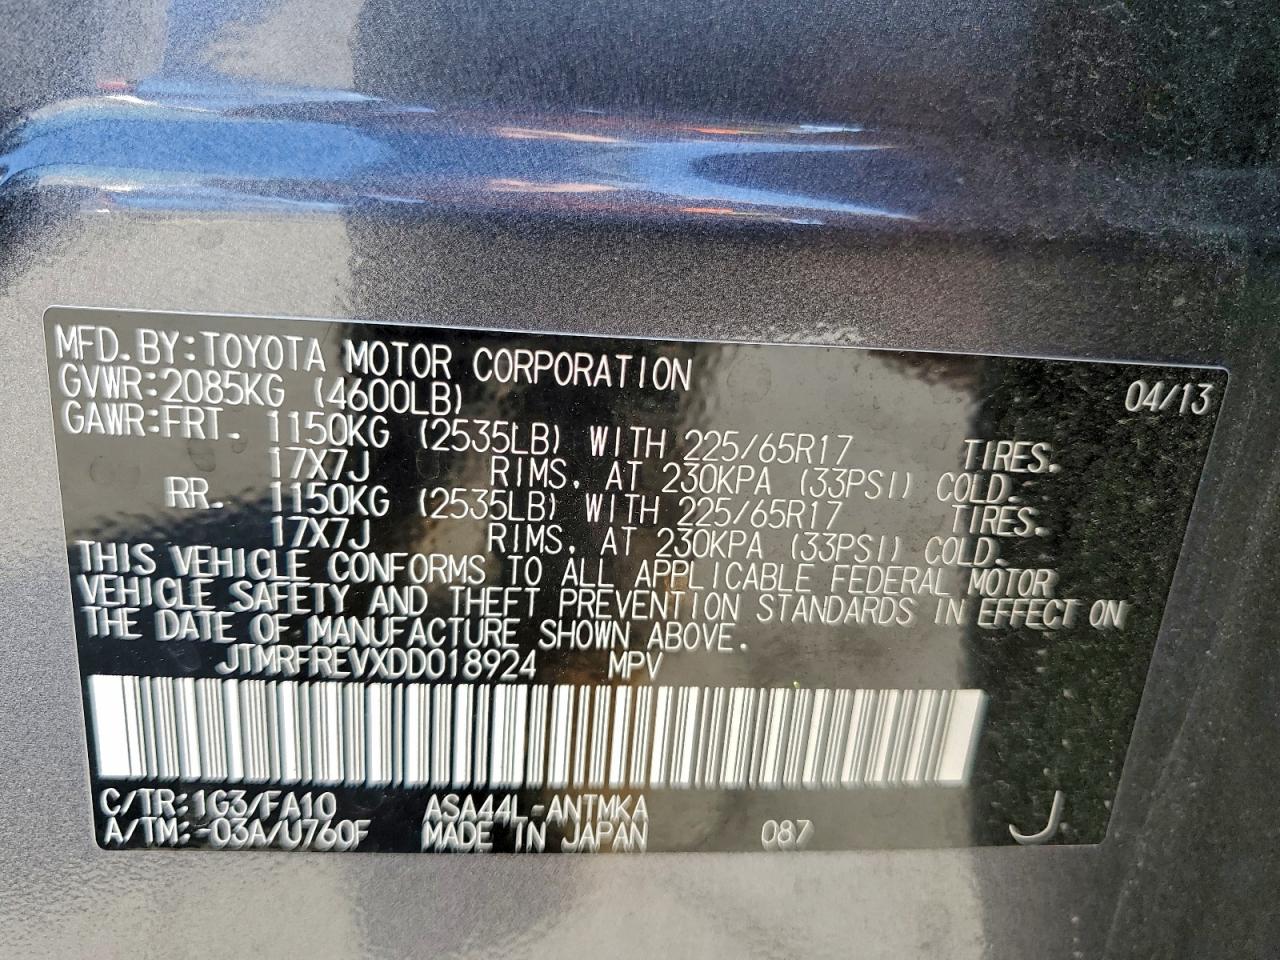 MFD. BY: TOYOTA MOTOR CORPORATION 04/13
GVWR: 2085KG (4600LB)
GAWR: FRT. 1150KG (2535LB) WITH 225/65R17 TIRES.
17X7J RIMS, AT 230KPA (33PSI) COLD.
RR. 1150KG (2535LB) WITH 225/65R17 TIRES.
17X7J RIMS, AT 230KPA (33PSI) COLD.
THIS VEHICLE CONFORMS TO ALL APPLICABLE FEDERAL MOTOR
VEHICLE SAFETY AND THEFT PREVENTION STANDARDS IN EFFECT ON
THE DATE OF MANUFACTURE SHOWN ABOVE.
JTMRFREVXDD018924 MPV
C/TR: 1G3/FA10 ASA44L-ANTMKA
A/TM: -03A/U760F MADE IN JAPAN 087 J